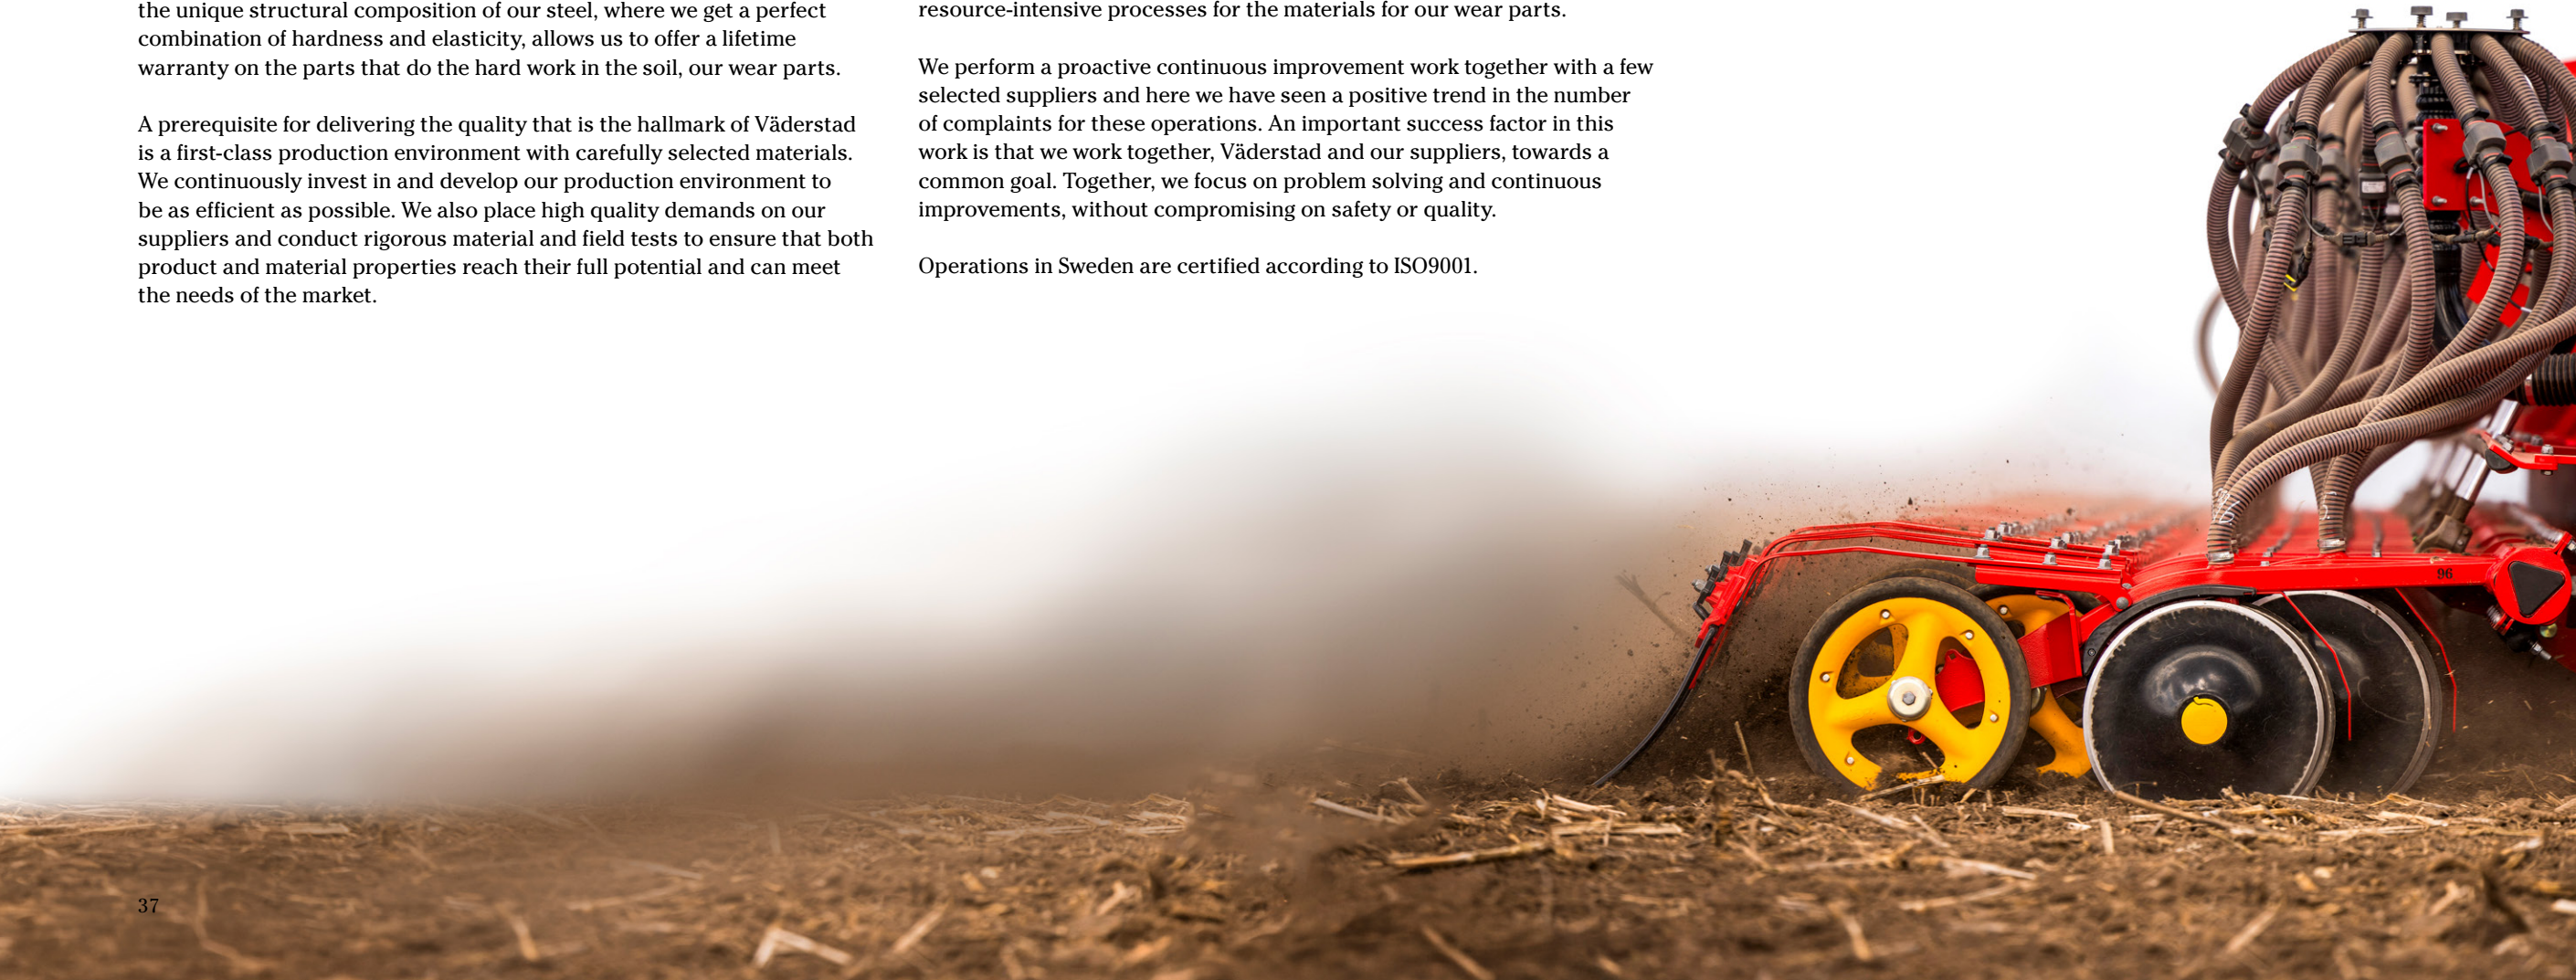 the unique structural composition of our steel, where we get a perfect
combination of hardness and elasticity, allows us to offer a lifetime
warranty on the parts that do the hard work in the soil, our wear parts.
A prerequisite for delivering the quality that is the hallmark of Väderstad
is a first-class production environment with carefully selected materials.
We continuously invest in and develop our production environment to
be as efficient as possible. We also place high quality demands on our
suppliers and conduct rigorous material and field tests to ensure that both
product and material properties reach their full potential and can meet
the needs of the market.
resource-intensive processes for the materials for our wear parts.
We perform a proactive continuous improvement work together with a few
selected suppliers and here we have seen a positive trend in the number
of complaints for these operations. An important success factor in this
work is that we work together, Väderstad and our suppliers, towards a
common goal. Together, we focus on problem solving and continuous
improvements, without compromising on safety or quality.
Operations in Sweden are certified according to ISO9001.
96
37